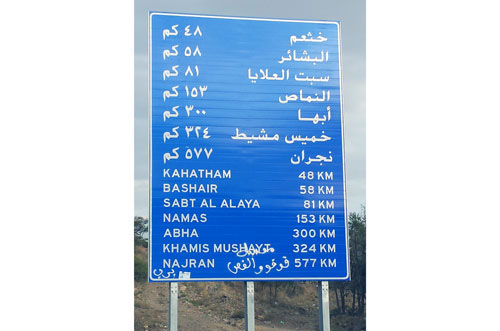 خثعم ٤٨ كم
البشائر ٥٨ كم
سبت العلايا ٨١ كم
النماص ١٥٣ كم
أبها ٣٠٠ كم
خميس مشيط ٣٢٤ كم
نجران ٥٧٧ كم
KAHATHAM 48 KM
BASHAIR 58 KM
SABT AL ALAYA 81 KM
NAMAS 153 KM
ABHA 300 KM
KHAMIS MUSHAYT 324 KM
NAJRAN 577 KM